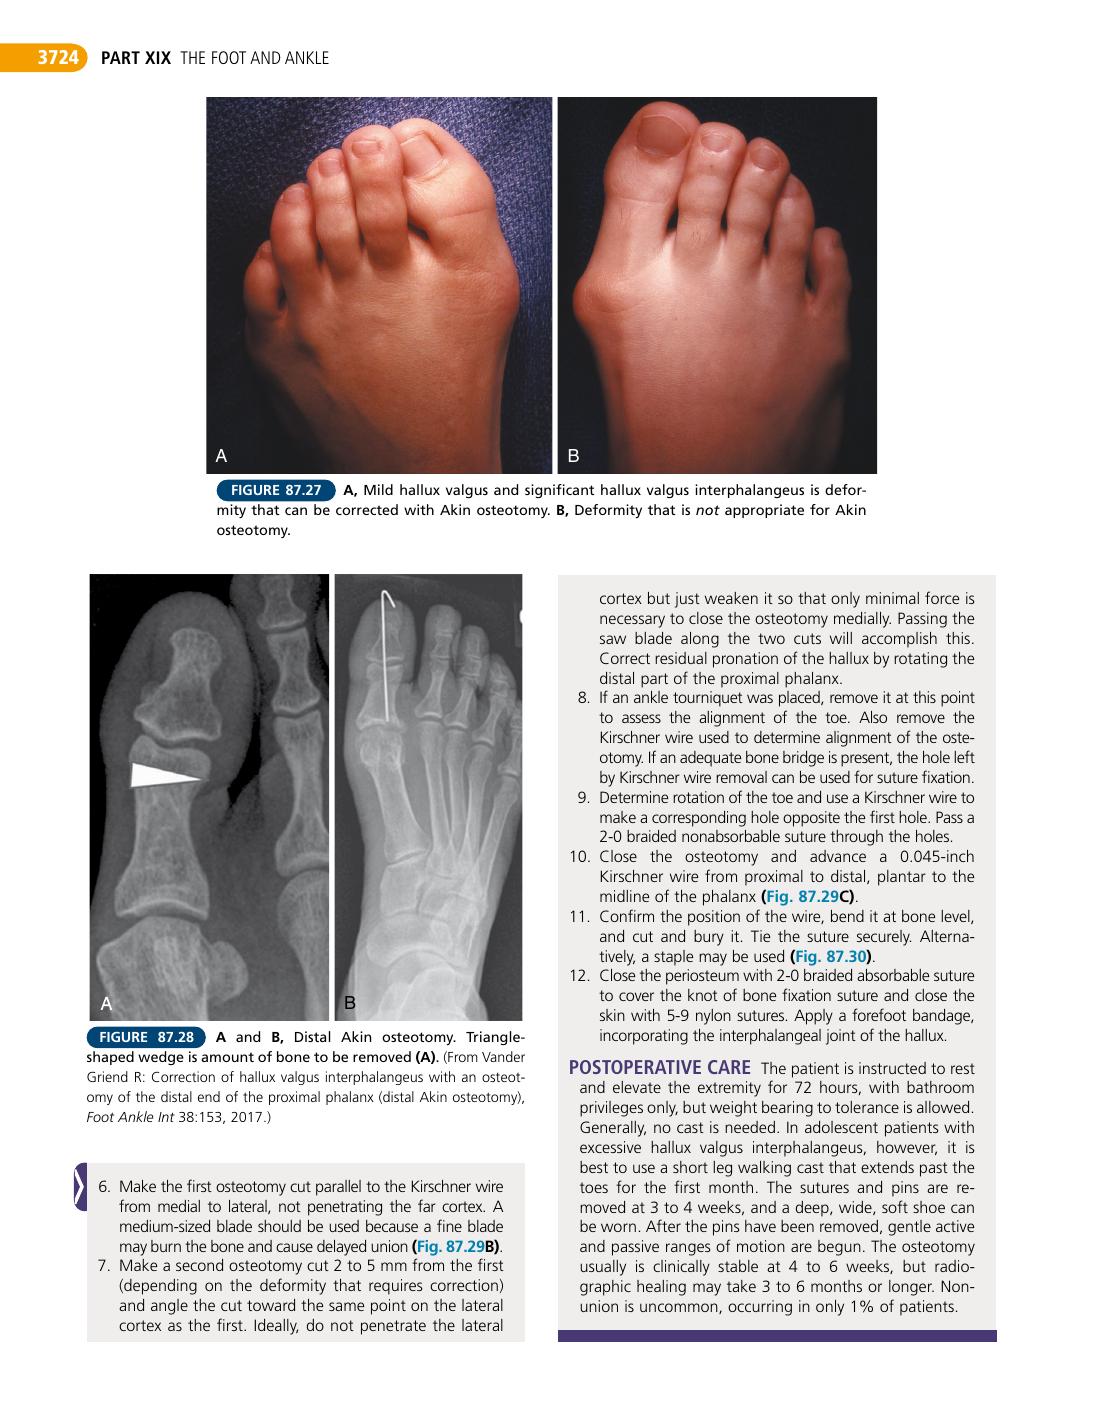 3724 PART XIX THE FOOT AND ANKLE
A
B
FIGURE 87.27 A, Mild hallux valgus and significant hallux valgus interphalangeus is defor-
mity that can be corrected with Akin osteotomy. B, Deformity that is not appropriate for Akin
osteotomy.
A
B
FIGURE 87.28 A and B, Distal Akin osteotomy. Triangle-
shaped wedge is amount of bone to be removed (A). (From Vander
Griend R: Correction of hallux valgus interphalangeus with an osteot-
omy of the distal end of the proximal phalanx (distal Akin osteotomy),
Foot Ankle Int 38:153, 2017.)
6. Make the first osteotomy cut parallel to the Kirschner wire
from medial to lateral, not penetrating the far cortex. A
medium-sized blade should be used because a fine blade
may burn the bone and cause delayed union (Fig. 87.29B).
7. Make a second osteotomy cut 2 to 5 mm from the first
(depending on the deformity that requires correction)
and angle the cut toward the same point on the lateral
cortex as the first. Ideally, do not penetrate the lateral
cortex but just weaken it so that only minimal force is
necessary to close the osteotomy medially. Passing the
saw blade along the two cuts will accomplish this.
Correct residual pronation of the hallux by rotating the
distal part of the proximal phalanx.
8. If an ankle tourniquet was placed, remove it at this point
to assess the alignment of the toe. Also remove the
Kirschner wire used to determine alignment of the oste-
otomy. If an adequate bone bridge is present, the hole left
by Kirschner wire removal can be used for suture fixation.
9. Determine rotation of the toe and use a Kirschner wire to
make a corresponding hole opposite the first hole. Pass a
2-0 braided nonabsorbable suture through the holes.
10. Close the osteotomy and advance a 0.045-inch
Kirschner wire from proximal to distal, plantar to the
midline of the phalanx (Fig. 87.29C).
11. Confirm the position of the wire, bend it at bone level,
and cut and bury it. Tie the suture securely. Alterna-
tively, a staple may be used (Fig. 87.30).
12. Close the periosteum with 2-0 braided absorbable suture
to cover the knot of bone fixation suture and close the
skin with 5-9 nylon sutures. Apply a forefoot bandage,
incorporating the interphalangeal joint of the hallux.
POSTOPERATIVE CARE The patient is instructed to rest
and elevate the extremity for 72 hours, with bathroom
privileges only, but weight bearing to tolerance is allowed.
Generally, no cast is needed. In adolescent patients with
excessive hallux valgus interphalangeus, however, it is
best to use a short leg walking cast that extends past the
toes for the first month. The sutures and pins are re-
moved at 3 to 4 weeks, and a deep, wide, soft shoe can
be worn. After the pins have been removed, gentle active
and passive ranges of motion are begun. The osteotomy
usually is clinically stable at 4 to 6 weeks, but radio-
graphic healing may take 3 to 6 months or longer. Non-
union is uncommon, occurring in only 1% of patients.